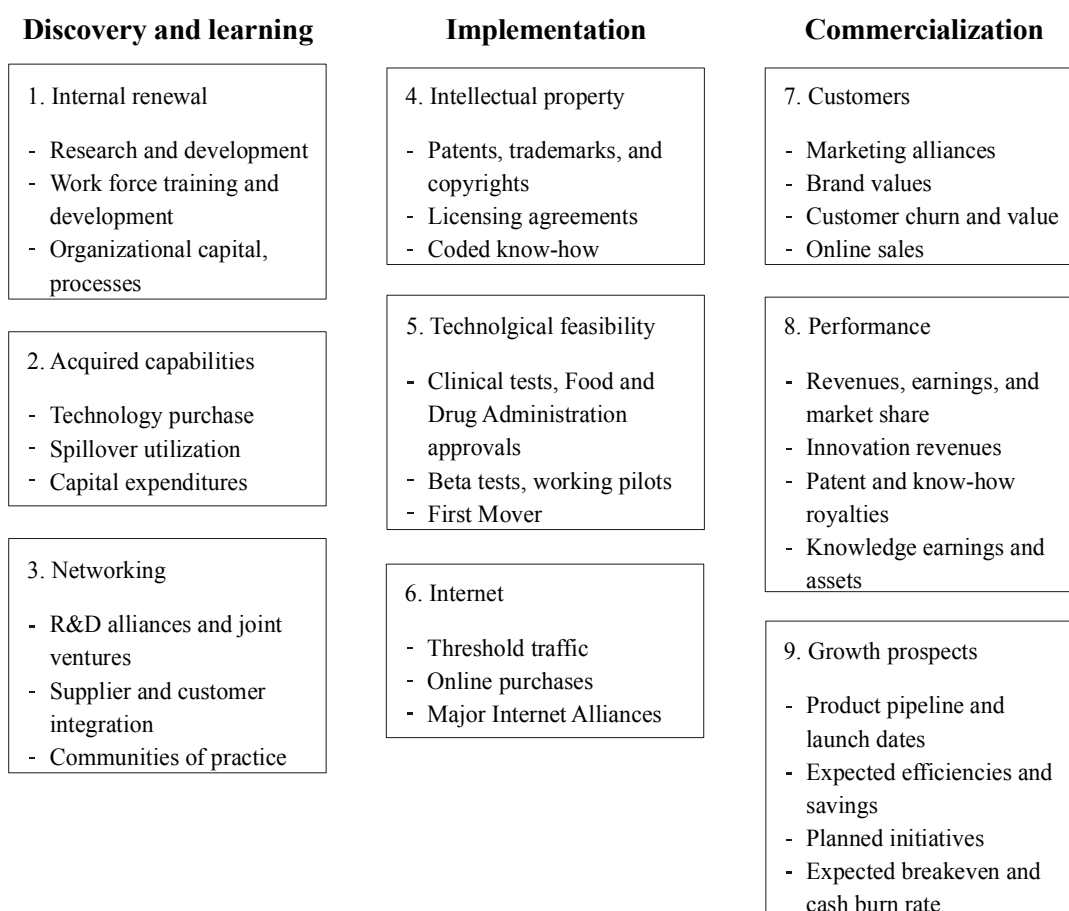 Discovery and learning
1. Internal renewal
- Research and development
- Work force training and
development
- Organizational capital,
processes
2. Acquired capabilities
- Technology purchase
- Spillover utilization
- Capital expenditures
3. Networking
- R&D alliances and joint
ventures
- Supplier and customer
integration
- Communities of practice
Implementation
4. Intellectual property
- Patents, trademarks, and
copyrights
- Licensing agreements
- Coded know-how
5. Technolgical feasibility
- Clinical tests, Food and
Drug Administration
approvals
- Beta tests, working pilots
- First Mover
6. Internet
- Threshold traffic
- Online purchases
- Major Internet Alliances
Commercialization
7. Customers
- Marketing alliances
- Brand values
- Customer churn and value
- Online sales
8. Performance
- Revenues, earnings, and
market share
- Innovation revenues
- Patent and know-how
royalties
- Knowledge earnings and
assets
9. Growth prospects
- Product pipeline and
launch dates
- Expected efficiencies and
savings
- Planned initiatives
- Expected breakeven and
cash burn rate